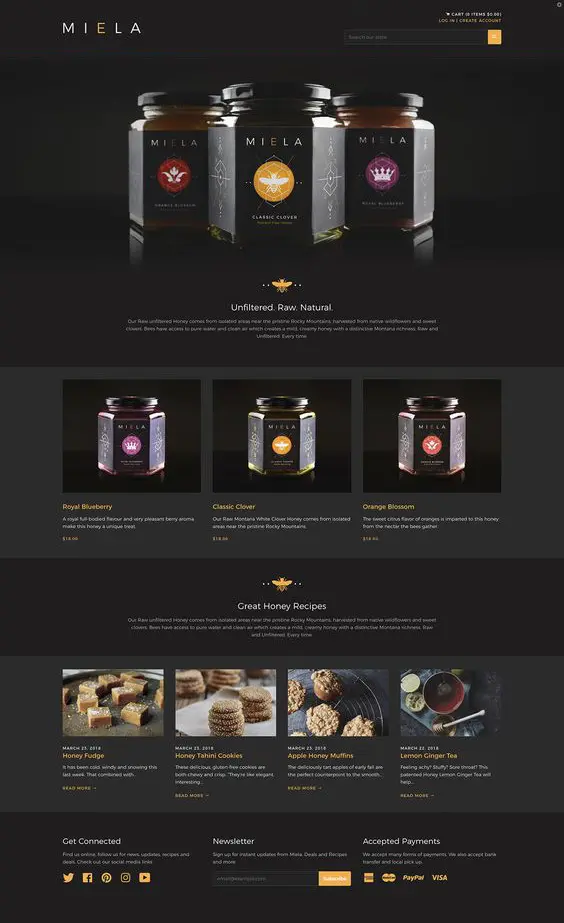 CART (0 ITEMS $0.00)
LOG IN | CREATE ACCOUNT
MIELA
Search our store
MIELA
MIELA
MIELA
ORANGE BLOSSOM
CLASSIC CLOVER
ROYAL BLUEBERRY
Unfiltered. Raw. Natural.
Our Raw unfiltered Honey comes from isolated areas near the pristine Rocky Mountains, harvested from native wildflowers and sweet
clovers. Bees have access to pure water and clean air which creates a mild, creamy honey with a distinctive Montana richness. Raw and
Unfiltered. Every time.
MIELA
MIELA
MIELA
Royal Blueberry
Classic Clover
Orange Blossom
A royal full-bodied flavour and very pleasant berry aroma
make this honey a unique treat.
Our Raw Montana White Clover Honey comes from isolated
areas near the pristine Rocky Mountains.
The sweet citrus flavor of oranges is imparted to this honey
from the nectar the bees gather.
$18.00
$18.00
$18.00
Great Honey Recipes
Our Raw unfiltered Honey comes from isolated areas near the pristine Rocky Mountains, harvested from native wildflowers and sweet
clovers. Bees have access to pure water and clean air which creates a mild, creamy honey with a distinctive Montana richness. Raw
and Unfiltered. Every time.
MARCH 23, 2018
Honey Fudge
It has been cold, windy and snowing this
last week. That combined with...
READ MORE →
MARCH 23, 2018
Honey Tahini Cookies
These delicious, gluten-free cookies are
both chewy and crisp. They're like elegant
interesting...
READ MORE →
MARCH 23, 2018
Apple Honey Muffins
The deliciously tart apples of early fall are
the perfect counterpoint to the smooth...
READ MORE →
MARCH 22, 2018
Lemon Ginger Tea
Feeling achy? Stuffy? Sore throat? This
patented Honey Lemon Ginger Tea will
help...
READ MORE →
Get Connected
Find us online, follow us for news, updates, recipes and
deals. Check out our social media links
Newsletter
Sign up for instant updates from Miela. Deals and Recipes
and more
email@example.com
Subscribe
Accepted Payments
We accept many forms of payments. We also accept bank
transfer and local pick up.
PayPal
VISA